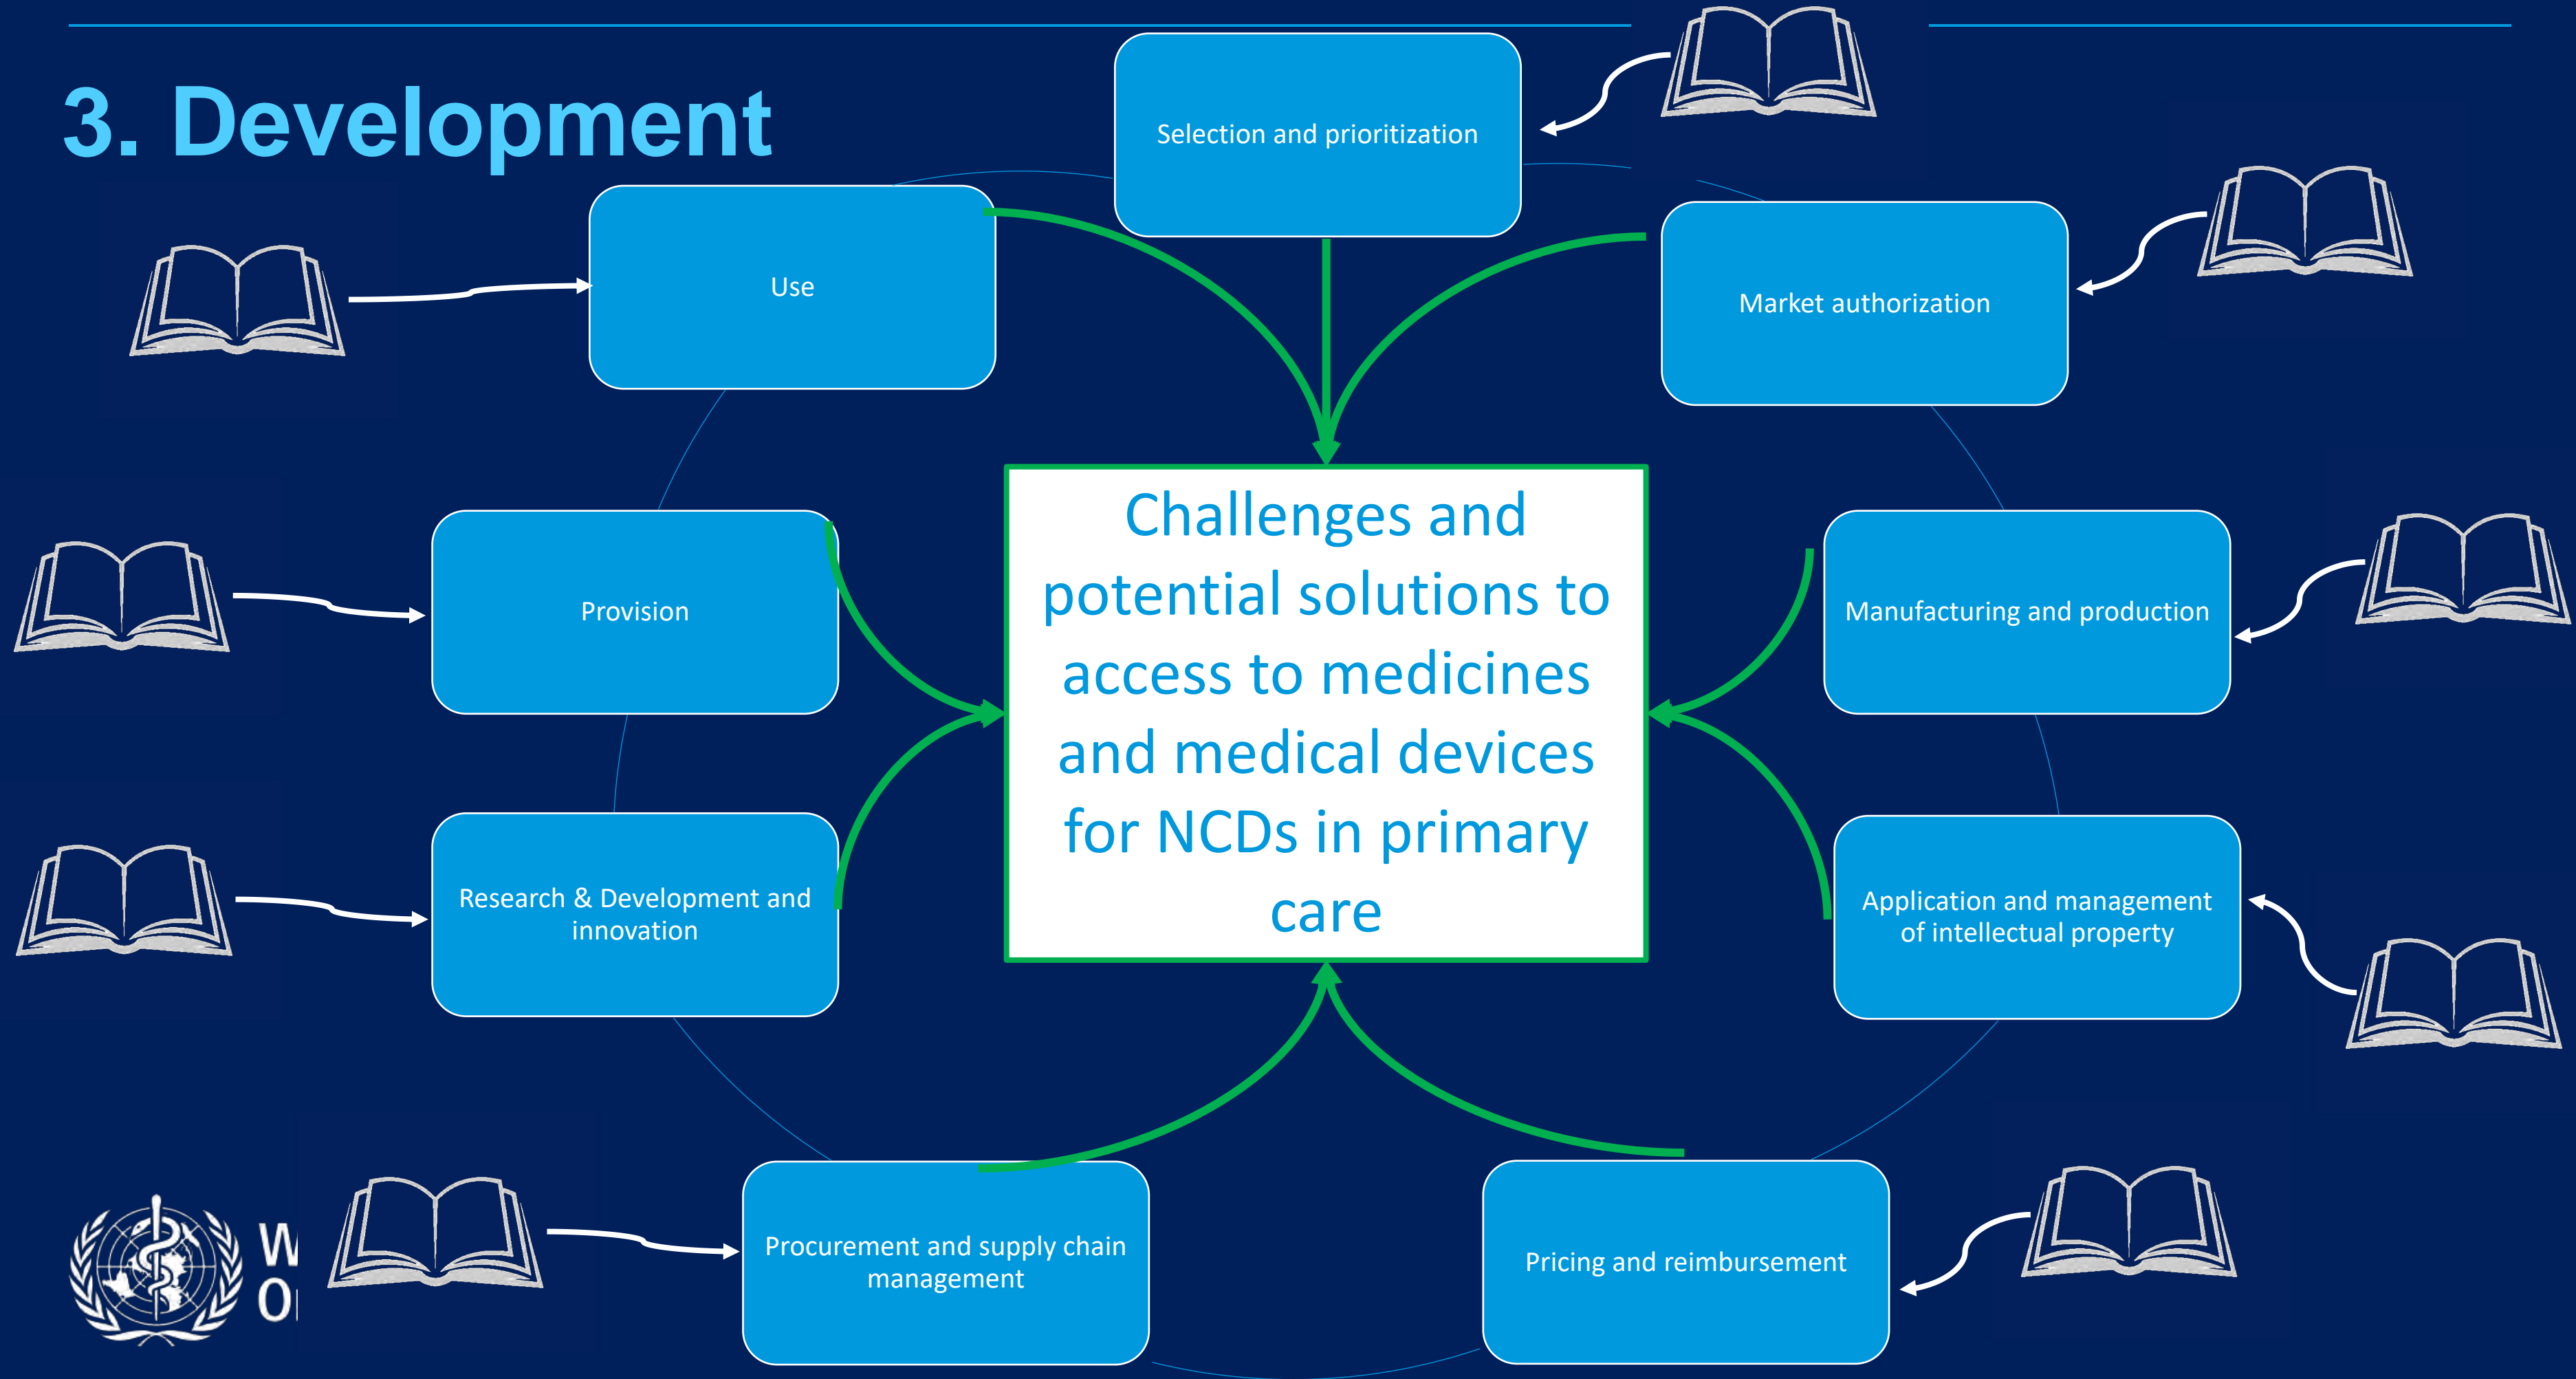 3. Development
Selection and prioritization
Use
Market authorization
Challenges and
potential solutions to
access to medicines
and medical devices
for NCDs in primary
care
Provision
Manufacturing and production
Research & Development and
innovation
Application and management
of intellectual property
Procurement and supply chain
management
Pricing and reimbursement